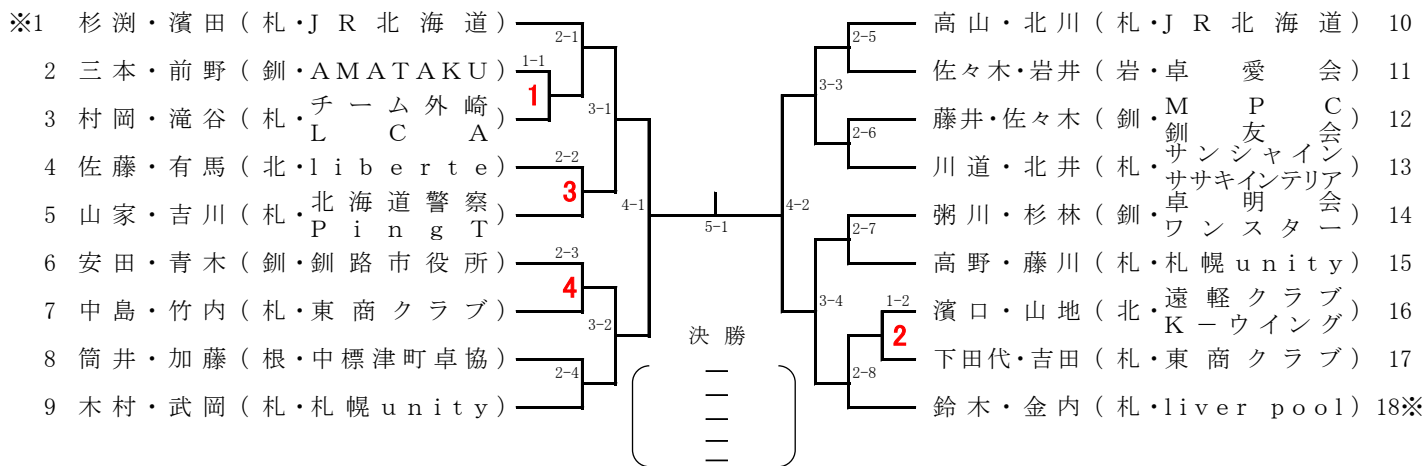 ※1 杉渕・濱田(札・JR北海道)
2-1
1-1
2 三本・前野(釧・AMATAKU)
1
3 村岡・滝谷(札・チーム外崎
LCA)
3-1
4 佐藤・有馬(北・liberte)
2-2
3
5 山家・吉川(札・北海道警察
PingT)
4-1
6 安田・青木(釧・釧路市役所)
2-3
4
7 中島・竹内(札・東商クラブ)
3-2
8 筒井・加藤(根・中標津町卓協)
2-4
9 木村・武岡(札・札幌unity)
5-1
決勝
高山・北川(札・JR北海道) 10
2-5
佐々木・岩井(岩・卓愛会) 11
3-3
藤井・佐々木(釧・MPC
釧友会) 12
2-6
川道・北井(札・サンシャイン
ササキインテリア) 13
4-2
粥川・杉林(釧・卓明会
ワンスター) 14
2-7
高野・藤川(札・札幌unity) 15
3-4
1-2
濱口・山地(北・遠軽クラブ
K-ウイング) 16
2
下田代・吉田(札・東商クラブ) 17
2-8
鈴木・金内(札・liver pool) 18※